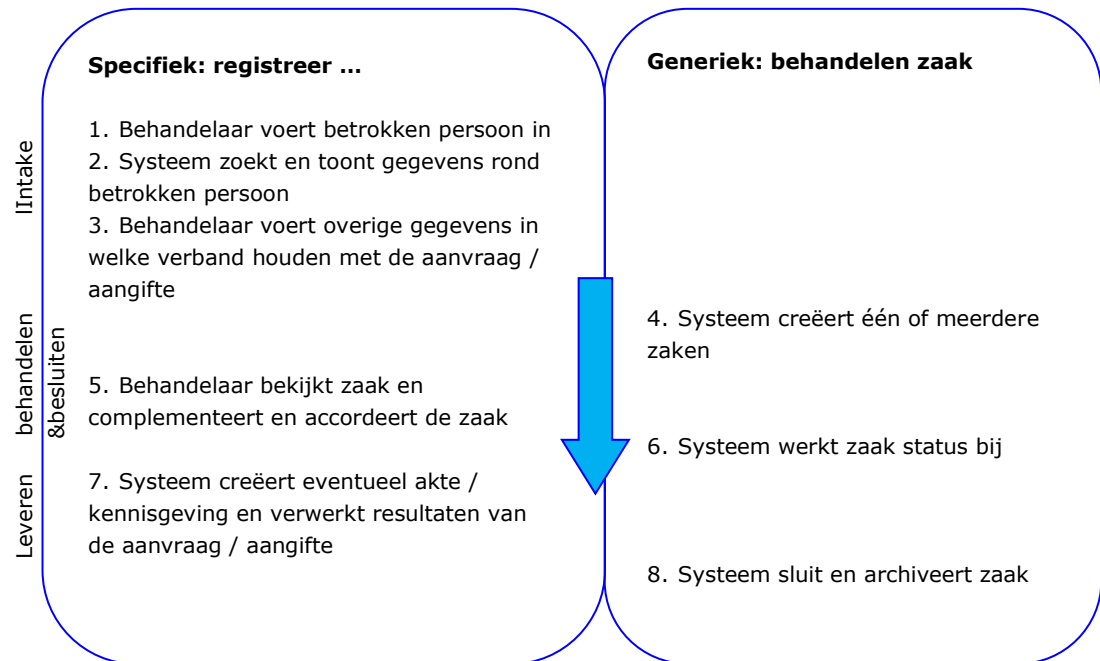 Specifiek: registreer ...
1. Behandelaar voert betrokken persoon in
2. Systeem zoekt en toont gegevens rond
betrokken persoon
3. Behandelaar voert overige gegevens in
welke verband houden met de aanvraag /
aangifte
5. Behandelaar bekijkt zaak en
complementeert en accordeert de zaak
7. Systeem creëert eventueel akte /
kennisgeving en verwerkt resultaten van
de aanvraag / aangifte
Generiek: behandelen zaak
4. Systeem creëert één of meerdere
zaken
6. Systeem werkt zaak status bij
8. Systeem sluit en archiveert zaak
lIntake
behandelen
&besluiten
Leveren